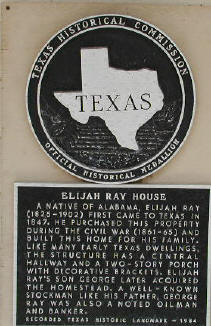 TEXAS HISTORICAL COMMISSION
TEXAS
OFFICIAL HISTORICAL MEDALLION
ELIJAH RAY HOUSE
A NATIVE OF ALABAMA, ELIJAH RAY
(1825-1902) FIRST CAME TO TEXAS IN
1847. HE PURCHASED THIS PROPERTY
DURING THE CIVIL WAR (1861-65) AND
BUILT THIS HOME FOR HIS FAMILY.
LIKE MANY EARLY TEXAS DWELLINGS,
THE STRUCTURE HAS A CENTRAL
HALLWAY AND A TWO-STORY PORCH
WITH DECORATIVE BRACKETS. ELIJAH
RAY'S SON GEORGE LATER ACQUIRED
THE HOMESTEAD. A WELL-KNOWN
STOCKMAN LIKE HIS FATHER, GEORGE
RAY WAS ALSO A NOTED OILMAN
AND BANKER.
RECORDED TEXAS HISTORIC LANDMARK - 1984